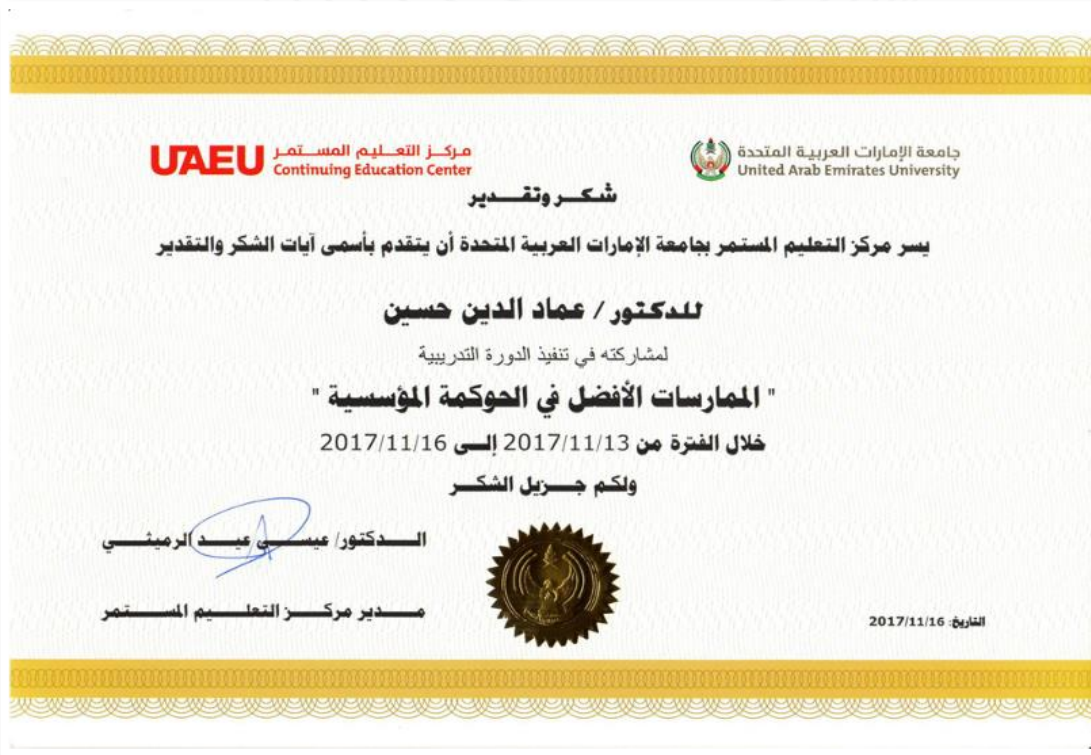 جامعة الإمارات العربية المتحدة
United Arab Emirates University
UAEU
مركز التعليم المستمر
Continuing Education Center
شكر وتقدير
يسر مركز التعليم المستمر بجامعة الإمارات العربية المتحدة أن يتقدم بأسمى آيات الشكر والتقدير
للدكتور / عماد الدين حسين
لمشاركته في تنفيذ الدورة التدريبية
" الممارسات الأفضل في الحوكمة المؤسسية "
خلال الفترة من 2017/11/13 إلى 2017/11/16
ولكم جزيل الشكر
الدكتور/ عيسى عيد الرميثي
مدير مركز التعليم المستمر
التاريخ: 2017/11/16